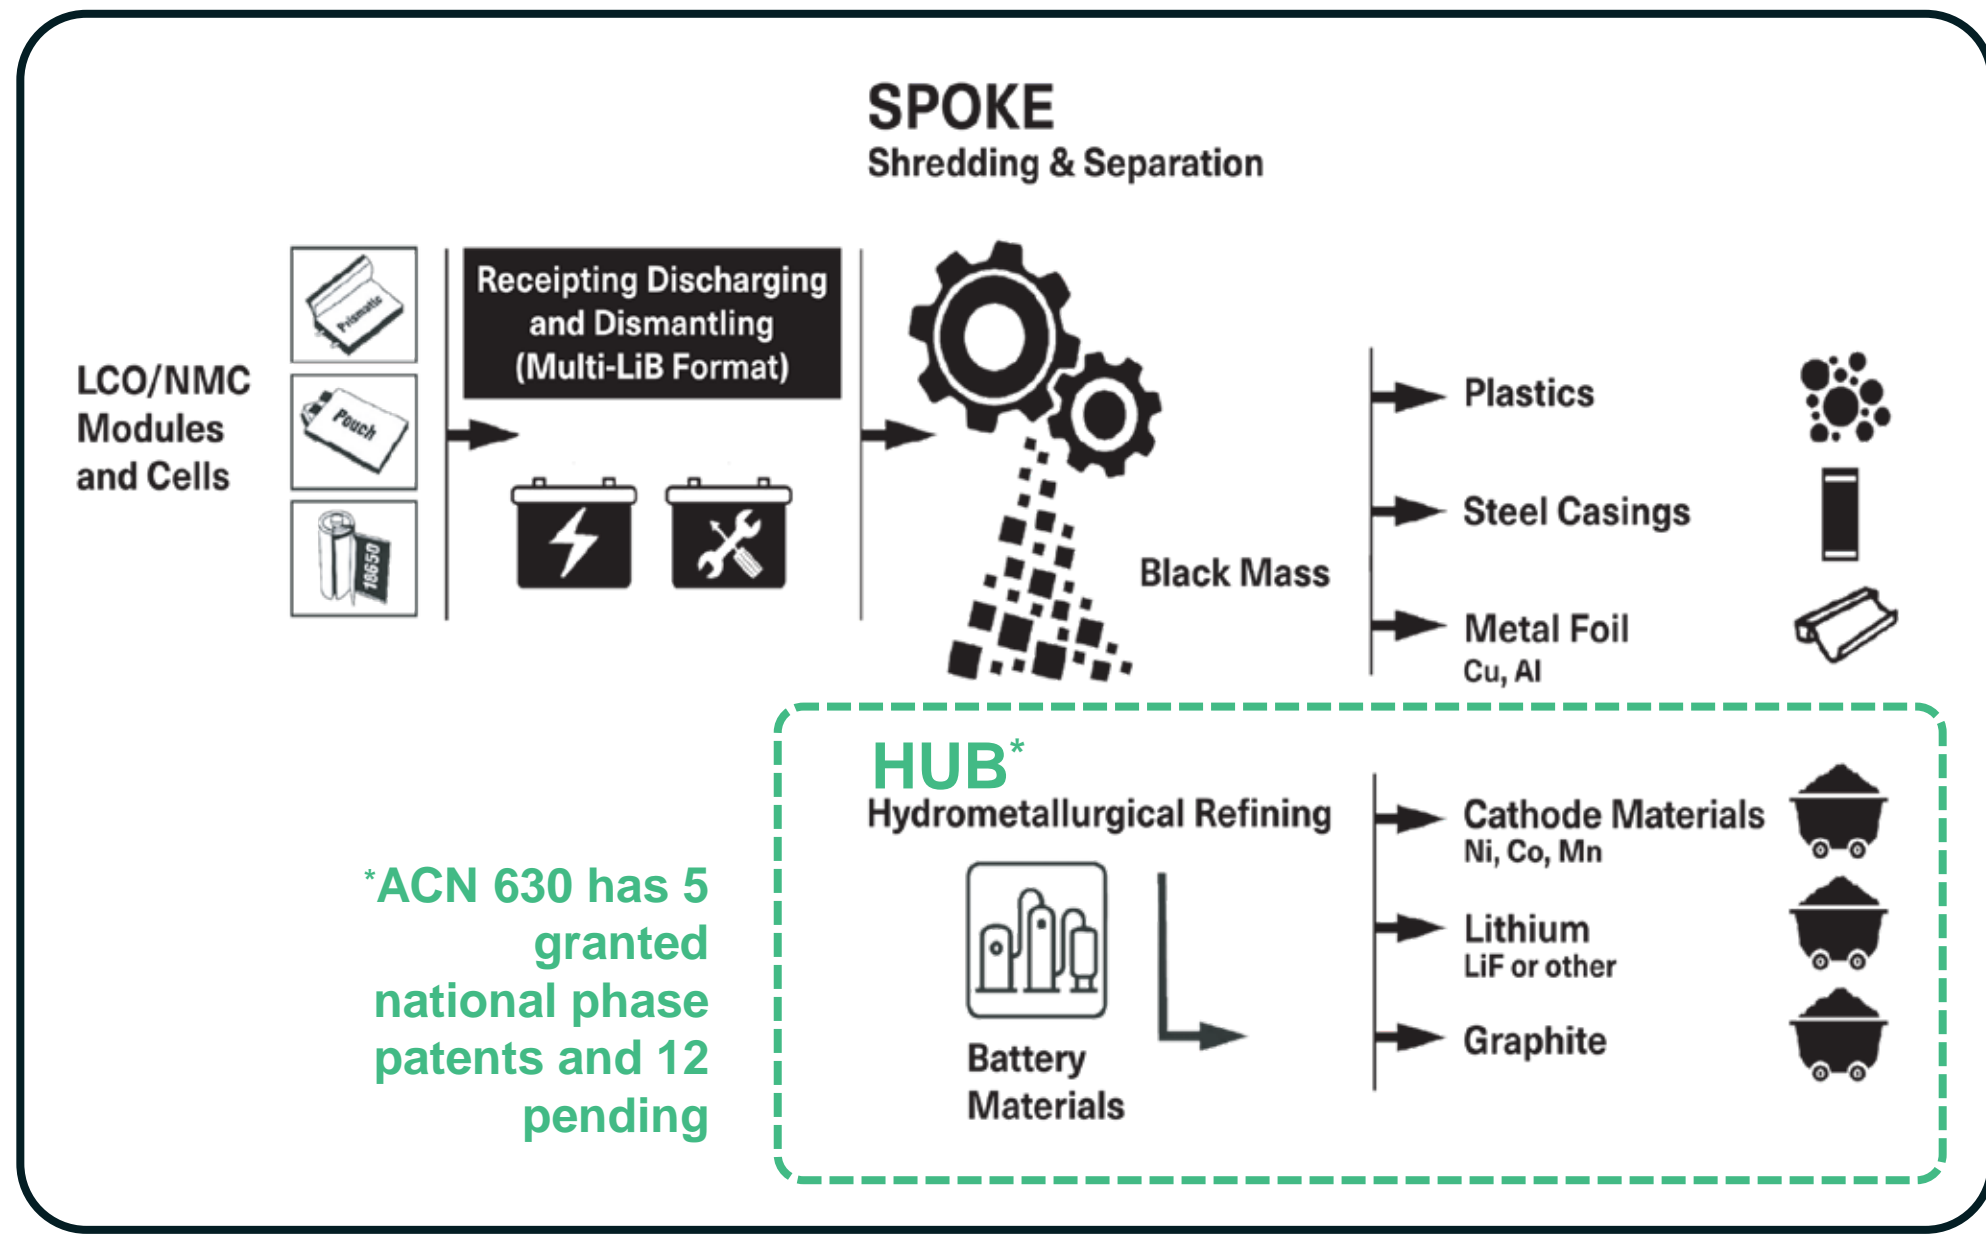 SPOKE
Shredding & Separation
LCO/NMC
Modules
and Cells
Prismatic
Pouch
18650
Receipting Discharging
and Dismantling
(Multi-LiB Format)
Black Mass
Plastics
Steel Casings
Metal Foil
Cu, Al
HUB*
Hydrometallurgical Refining
Battery
Materials
Cathode Materials
Ni, Co, Mn
Lithium
LiF or other
Graphite
*ACN 630 has 5
granted
national phase
patents and 12
pending